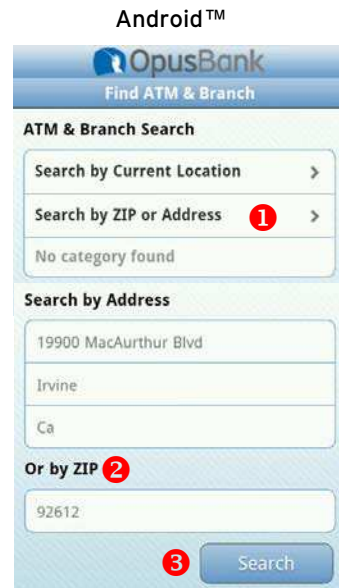 Android™
OpusBank
Find ATM & Branch
ATM & Branch Search
Search by Current Location >
Search by ZIP or Address 1 >
No category found
Search by Address
19900 MacAurthur Blvd
Irvine
Ca
Or by ZIP 2
92612
3 Search